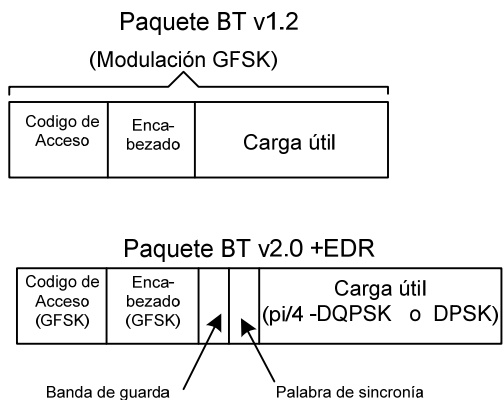 Paquete BT v1.2
(Modulación GFSK)
Codigo de
Acceso
Enca-
bezado
Carga útil
Paquete BT v2.0 +EDR
Codigo de
Acceso
(GFSK)
Enca-
bezado
(GFSK)
Carga útil
(pi/4 -DQPSK o DPSK)
Banda de guarda
Palabra de sincronía